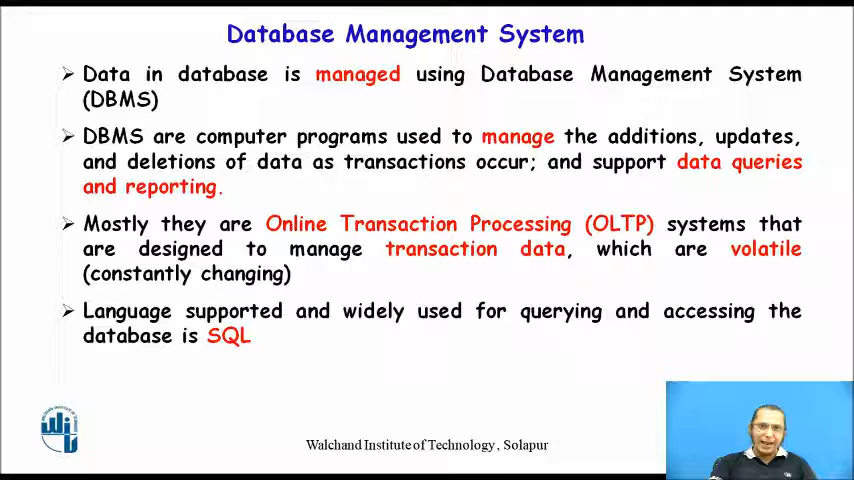 Database Management System
➢ Data in database is managed using Database Management System
(DBMS)
➢ DBMS are computer programs used to manage the additions, updates,
and deletions of data as transactions occur; and support data queries
and reporting.
➢ Mostly they are Online Transaction Processing (OLTP) systems that
are designed to manage transaction data, which are volatile
(constantly changing)
➢ Language supported and widely used for querying and accessing the
database is SQL
Walchand Institute of Technology, Solapur